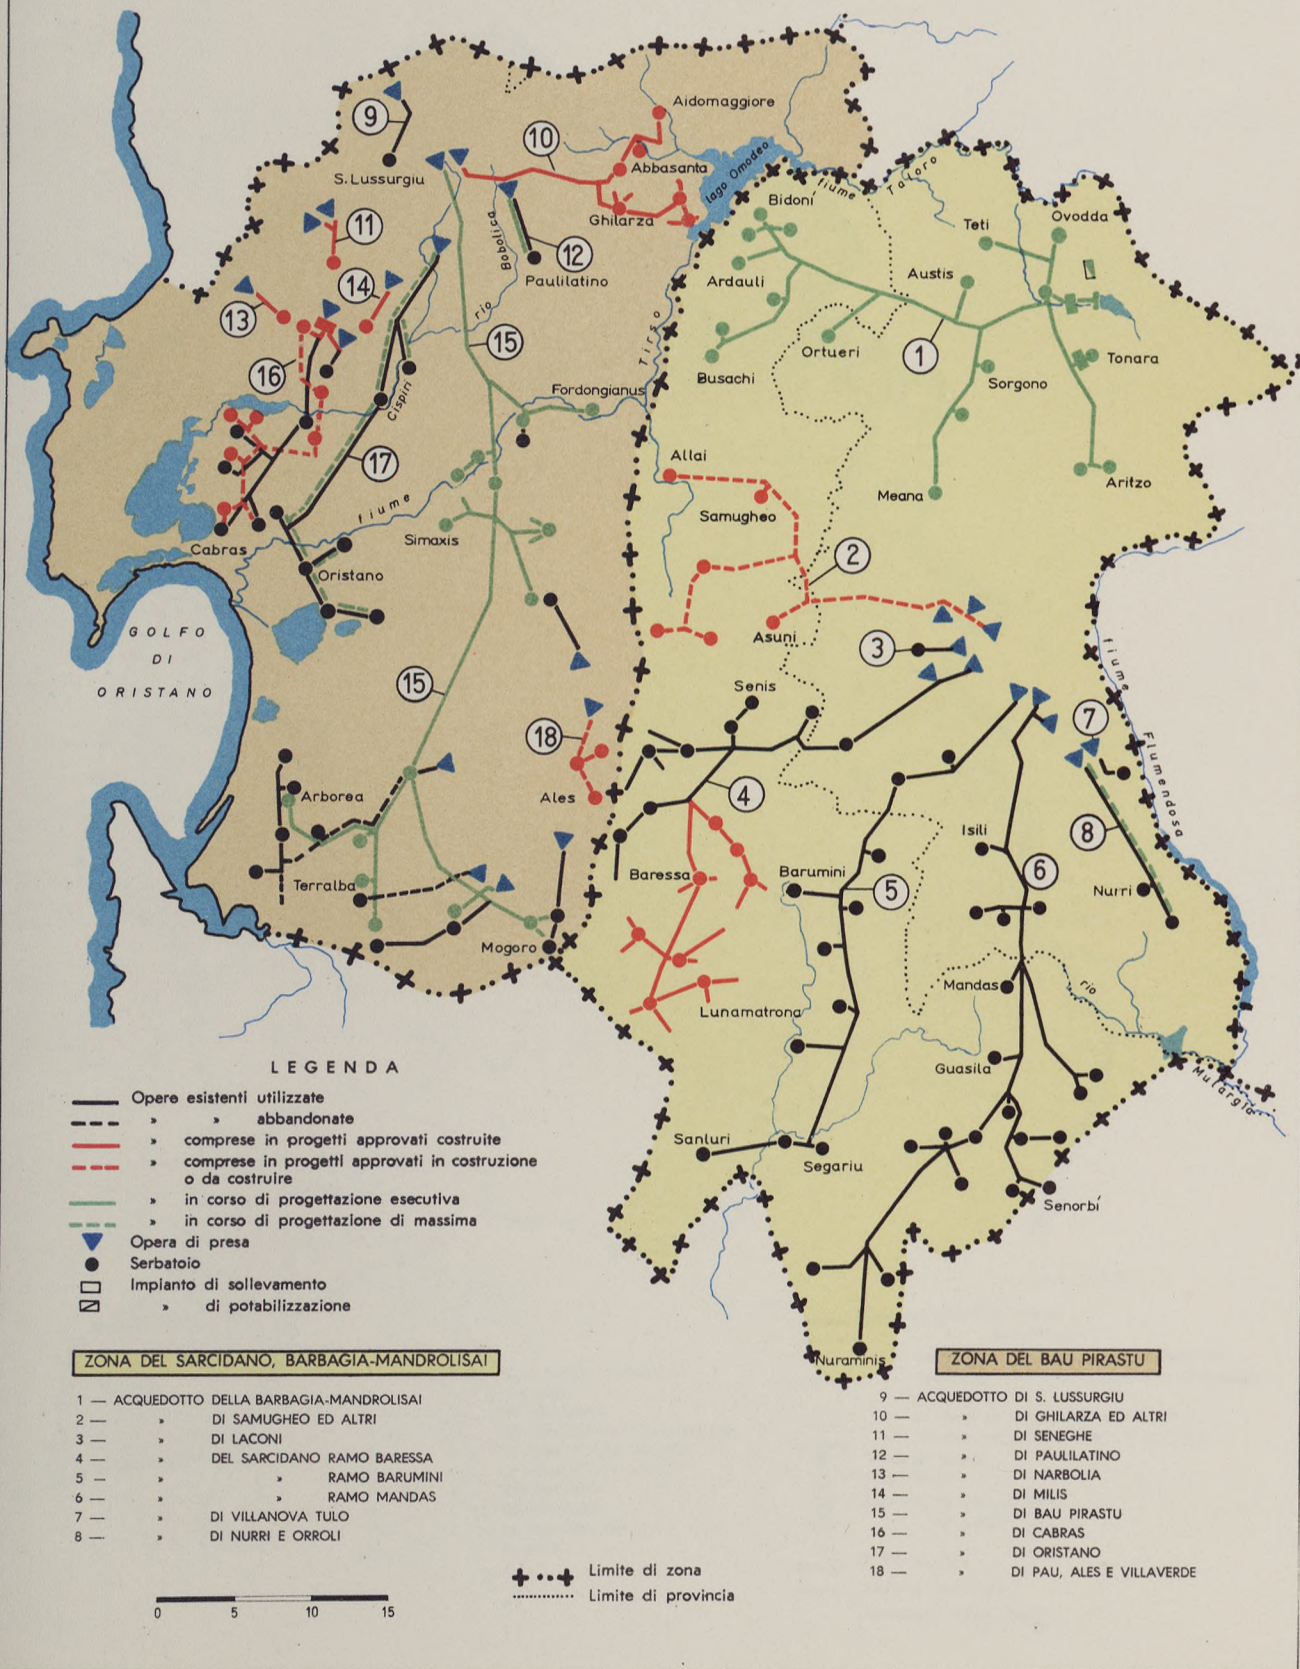 9
S. Lussurgiu
10
Aidomaggiore
Abbasanta
Ghilarza
lago Omodeo
fiume
Taloro
11
12
Paulilatino
Bobolica
rio
13
14
15
16
Cispiri
17
Fordongianus
Tirso
fiume
Simaxis
Cabras
Oristano
GOLFO
DI
ORISTANO
15
18
Ales
Arborea
Terralba
Mogoro
Bidoni
Ardauli
Busachi
Ortueri
Austis
Teti
Ovodda
1
Sorgono
Tonara
Meana
Aritzo
Allai
Samugheo
2
Asuni
3
Senis
4
Baressa
Barumini
5
Isili
6
7
8
Nurri
fiume
Flumendosa
Lunamatrona
Mandas
rio
Mulargia
Guasila
Sanluri
Segariu
Senorbí
Nuraminis
LEGENDA
Opere esistenti utilizzate
» » abbandonate
» comprese in progetti approvati costruite
» comprese in progetti approvati in costruzione
o da costruire
» in corso di progettazione esecutiva
» in corso di progettazione di massima
Opera di presa
Serbatoio
Impianto di sollevamento
» di potabilizzazione
ZONA DEL SARCIDANO, BARBAGIA-MANDROLISAI
1 — ACQUEDOTTO DELLA BARBAGIA-MANDROLISAI
2 — » DI SAMUGHEO ED ALTRI
3 — » DI LACONI
4 — » DEL SARCIDANO RAMO BARESSA
5 — » » RAMO BARUMINI
6 — » » RAMO MANDAS
7 — » DI VILLANOVA TULO
8 — » DI NURRI E ORROLI
ZONA DEL BAU PIRASTU
9 — ACQUEDOTTO DI S. LUSSURGIU
10 — » DI GHILARZA ED ALTRI
11 — » DI SENEGHE
12 — » DI PAULILATINO
13 — » DI NARBOLIA
14 — » DI MILIS
15 — » DI BAU PIRASTU
16 — » DI CABRAS
17 — » DI ORISTANO
18 — » DI PAU, ALES E VILLAVERDE
Limite di zona
Limite di provincia
0 5 10 15